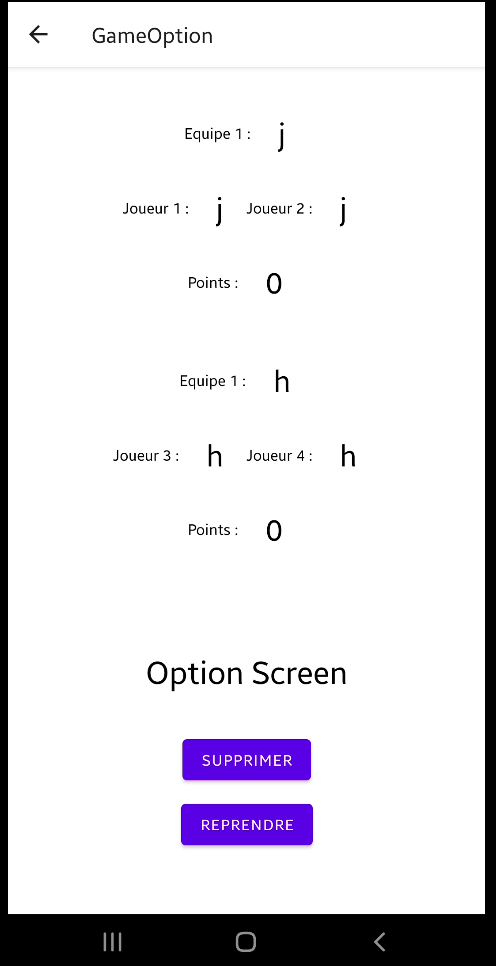 GameOption
Equipe 1 : j
Joueur 1 : j Joueur 2 : j
Points : 0
Equipe 1 : h
Joueur 3 : h Joueur 4 : h
Points : 0
Option Screen
SUPPRIMER
REPRENDRE